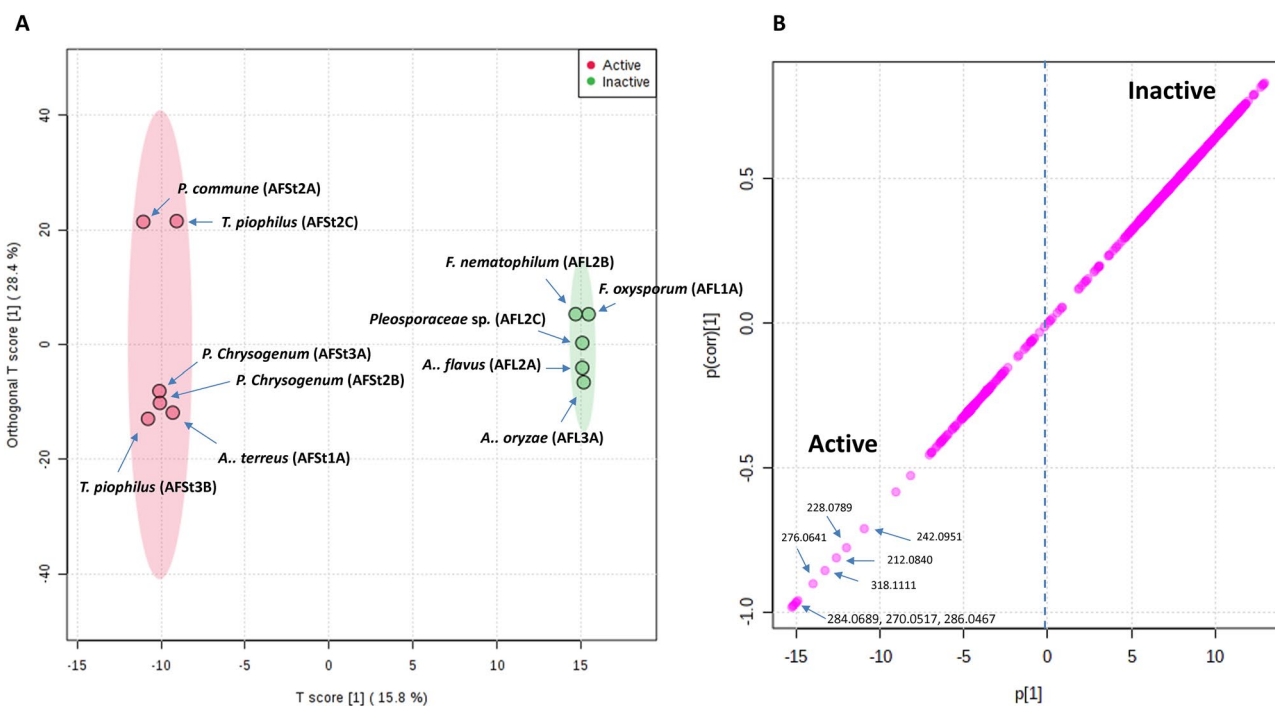 A
Active
Inactive
P. commune (AFSt2A)
T. piophilus (AFSt2C)
F. nematophilum (AFL2B)
F. oxysporum (AFL1A)
Pleosporaceae sp. (AFL2C)
P. Chrysogenum (AFSt3A)
A.. flavus (AFL2A)
P. Chrysogenum (AFSt2B)
A.. oryzae (AFL3A)
A.. terreus (AFSt1A)
T. piophilus (AFSt3B)
40
20
0
-20
-40
Orthogonal T score [1] ( 28.4 %)
-15 -10 -5 0 5 10 15
T score [1] ( 15.8 %)
B
Inactive
Active
228.0789
242.0951
276.0641
212.0840
318.1111
284.0689, 270.0517, 286.0467
0.5
0.0
-0.5
-1.0
p(corr)[1]
-15 -10 -5 0 5 10
p[1]